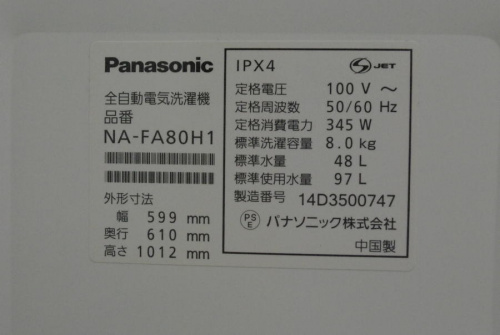 Panasonic
全自動電気洗濯機
品番
NA-FA80H1
外形寸法
幅 599 mm
奥行 610 mm
高さ 1012 mm
IPX4
S JET
定格電圧 100 V ～
定格周波数 50/60 Hz
定格消費電力 345 W
標準洗濯容量 8.0 kg
標準水量 48 L
標準使用水量 97 L
製造番号 14D3500747
PS E パナソニック株式会社
中国製